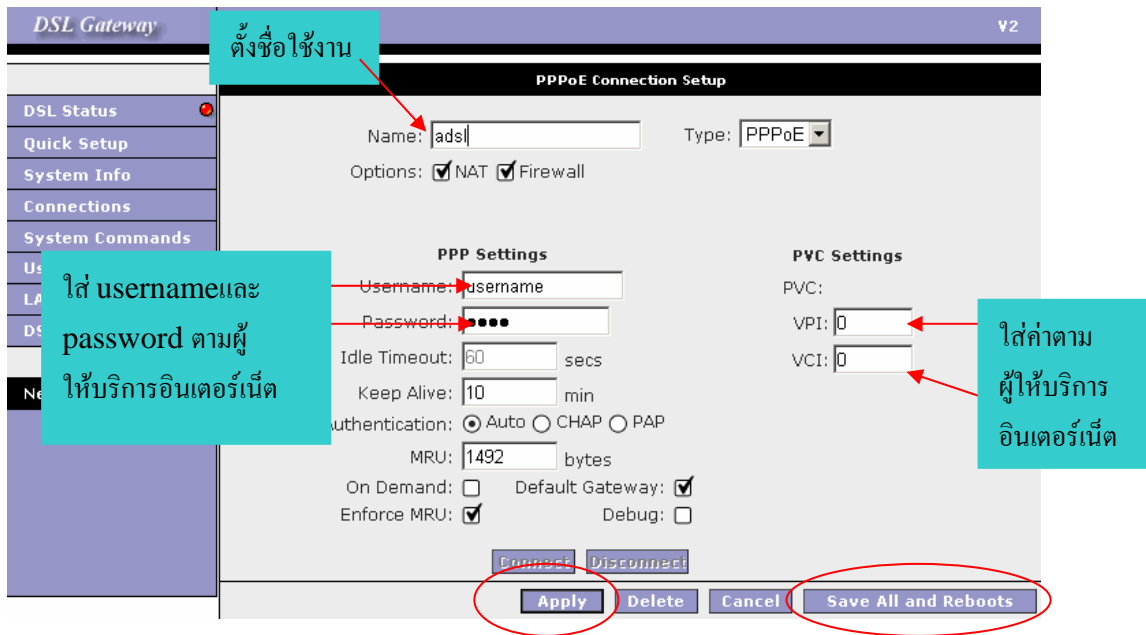 DSL Gateway
V2
ตั้งชื่อใช้งาน
PPPoE Connection Setup
DSL Status
Quick Setup
System Info
Connections
System Commands
Name: adsl
Type: PPPoE
Options: NAT Firewall
PPP Settings
PVC Settings
ใส่ usernameและ
password ตามผู้
ให้บริการอินเตอร์เน็ต
Username: username
Password: ●●●●
Idle Timeout: 60 secs
Keep Alive: 10 min
uthentication: Auto CHAP PAP
MRU: 1492 bytes
On Demand: Default Gateway:
Enforce MRU: Debug:
PVC:
VPI: 0
VCI: 0
ใส่ค่าตาม
ผู้ให้บริการ
อินเตอร์เน็ต
Connect Disconnect
Apply Delete Cancel Save All and Reboots